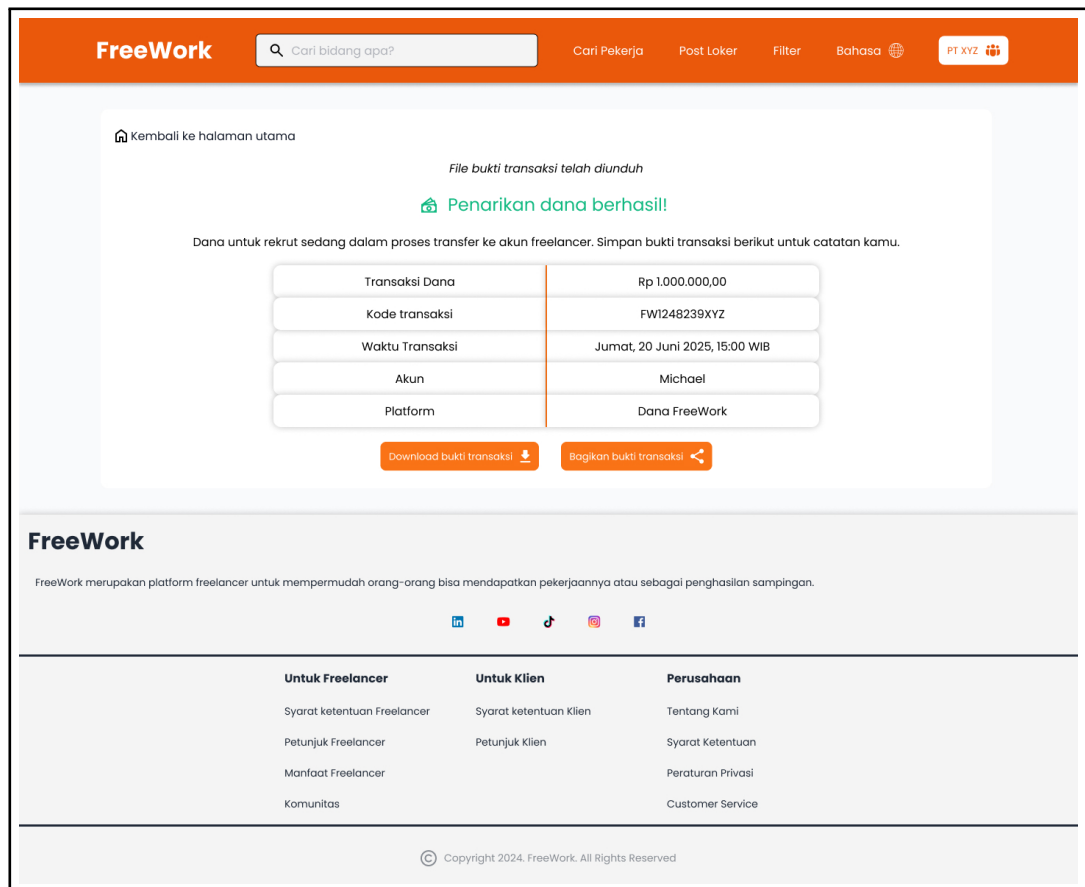 FreeWork Cari bidang apa? Cari Pekerja Post Loker Filter Bahasa PT XYZ
Kembali ke halaman utama
File bukti transaksi telah diunduh
Penarikan dana berhasil!
Dana untuk rekrut sedang dalam proses transfer ke akun freelancer. Simpan bukti transaksi berikut untuk catatan kamu.
Transaksi Dana Rp 1.000.000,00
Kode transaksi FW1248239XYZ
Waktu Transaksi Jumat, 20 Juni 2025, 15:00 WIB
Akun Michael
Platform Dana FreeWork
Download bukti transaksi Bagikan bukti transaksi
FreeWork
FreeWork merupakan platform freelancer untuk mempermudah orang-orang bisa mendapatkan pekerjaannya atau sebagai penghasilan sampingan.
Untuk Freelancer Untuk Klien Perusahaan
Syarat ketentuan Freelancer Syarat ketentuan Klien Tentang Kami
Petunjuk Freelancer Petunjuk Klien Syarat Ketentuan
Manfaat Freelancer Peraturan Privasi
Komunitas Customer Service
© Copyright 2024. FreeWork. All Rights Reserved